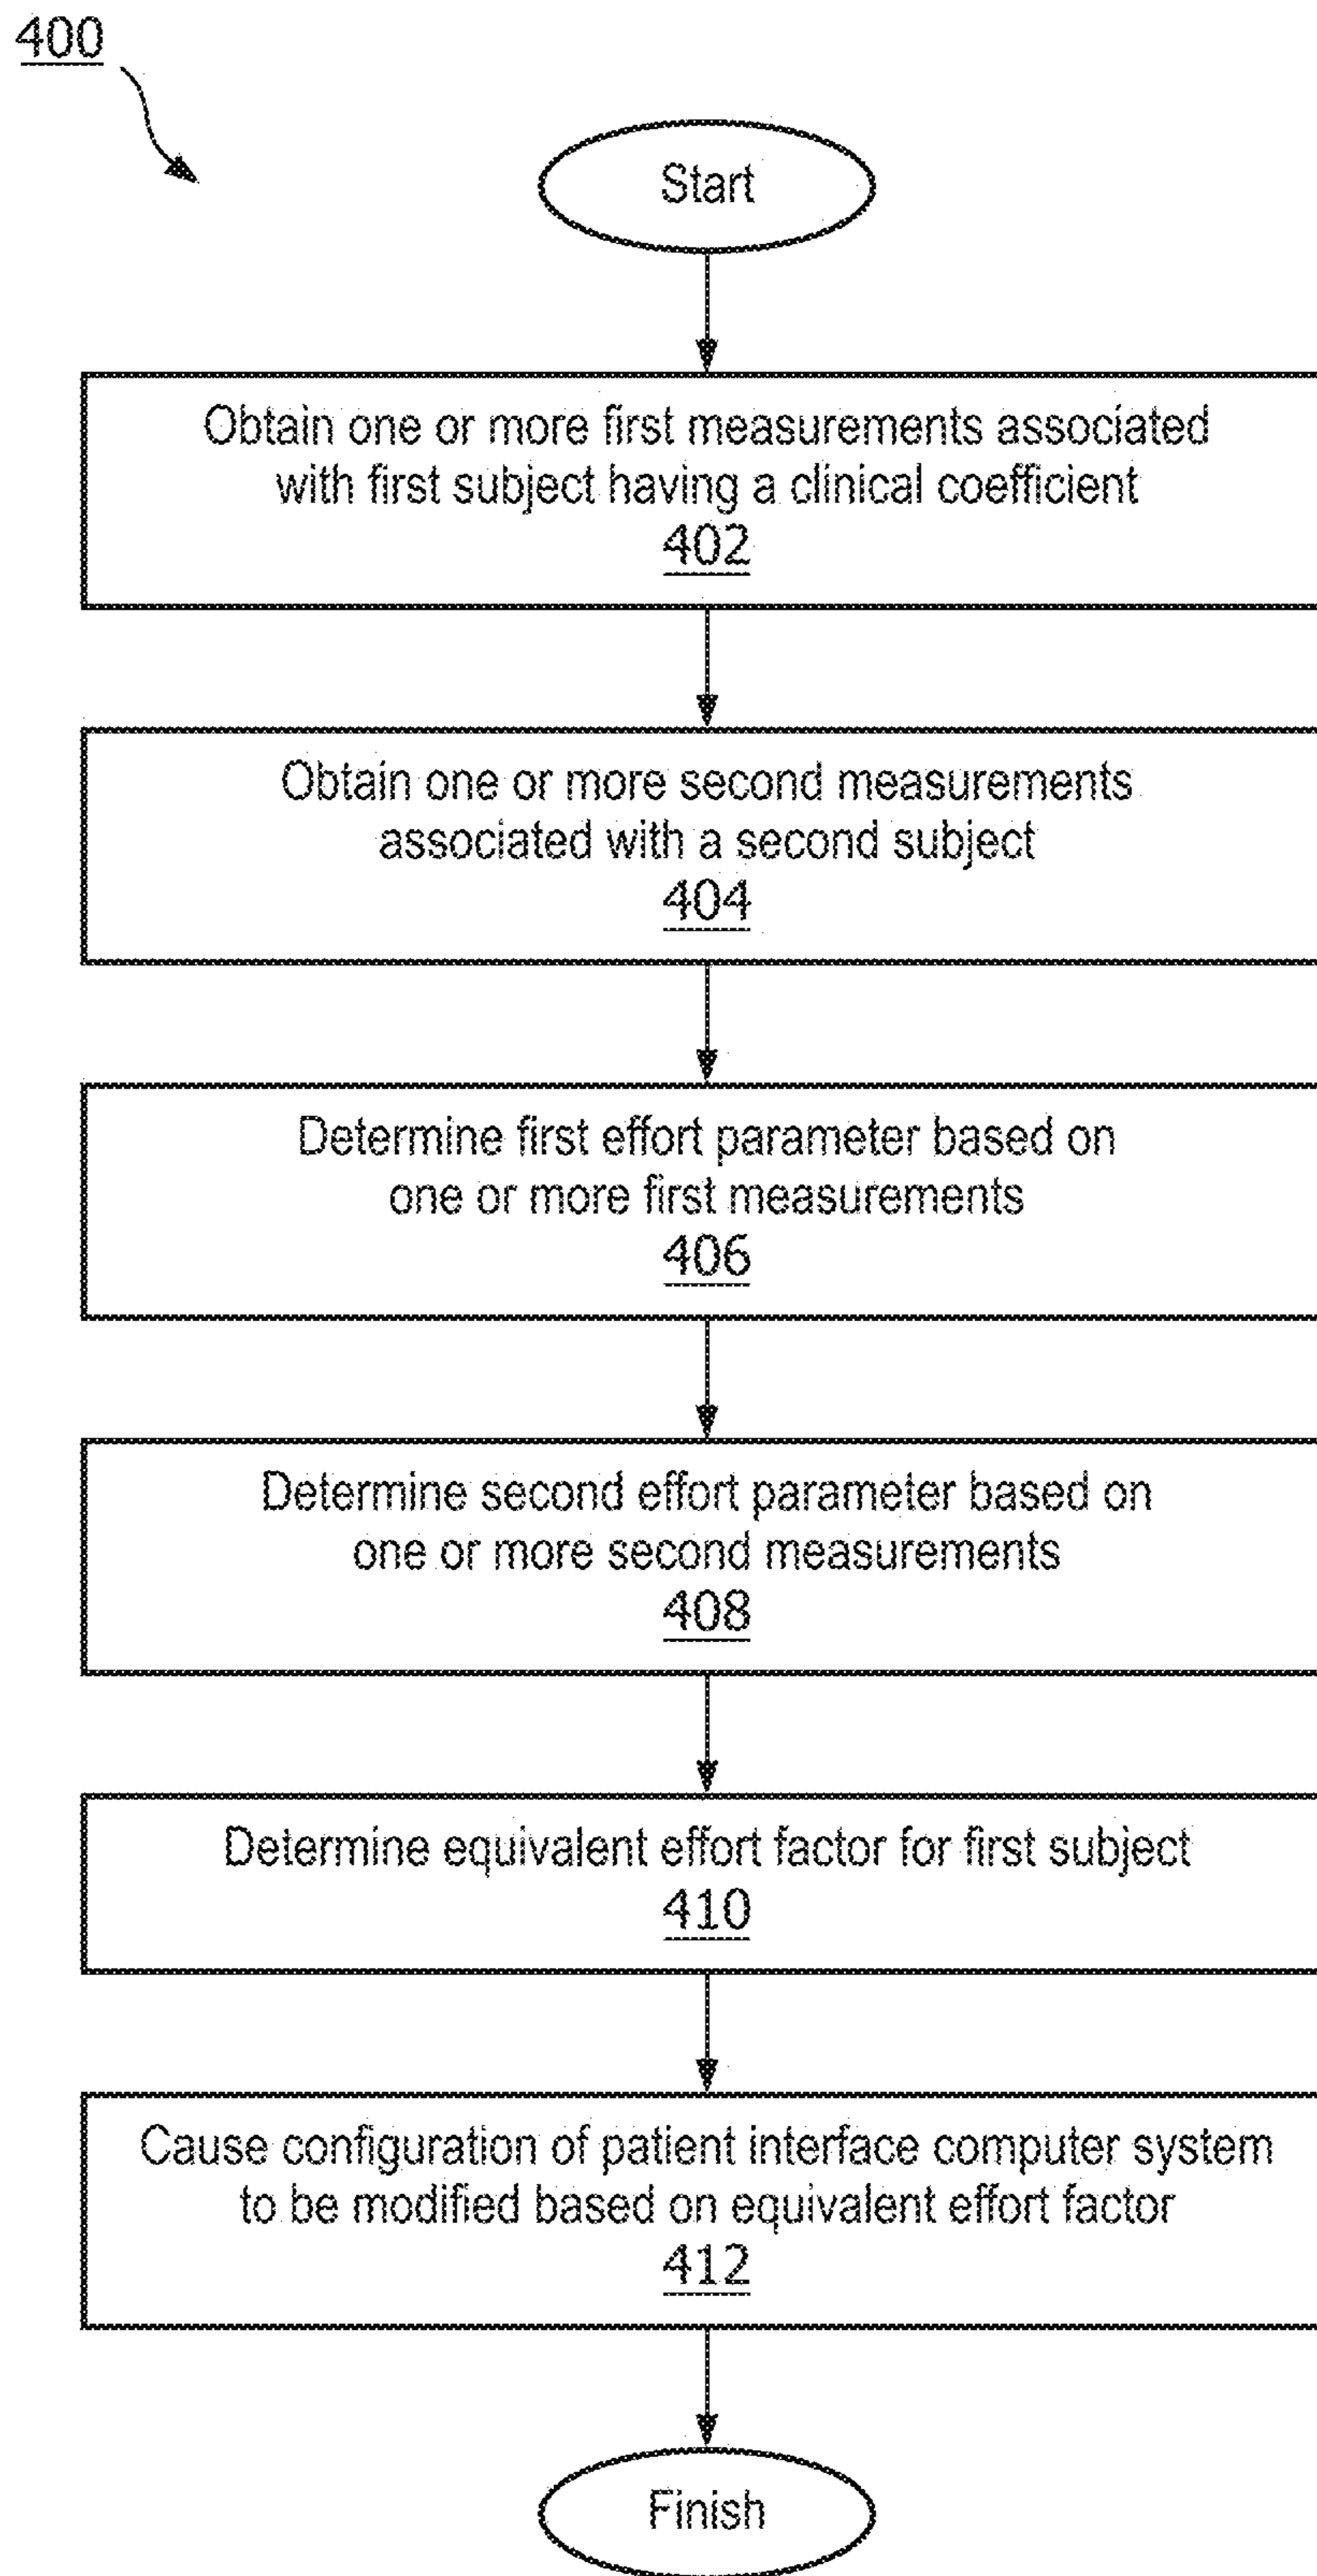 400
Start
Obtain one or more first measurements associated
with first subject having a clinical coefficient
402
Obtain one or more second measurements
associated with a second subject
404
Determine first effort parameter based on
one or more first measurements
406
Determine second effort parameter based on
one or more second measurements
408
Determine equivalent effort factor for first subject
410
Cause configuration of patient interface computer system
to be modified based on equivalent effort factor
412
Finish